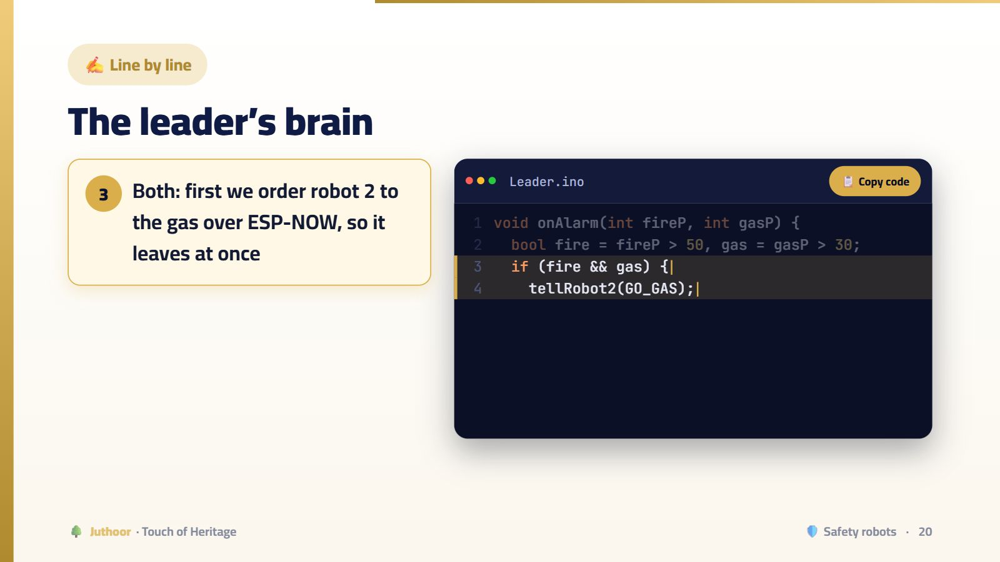 ✍️ Line by line
The leader’s brain
3
Both: first we order robot 2 to
the gas over ESP-NOW, so it
leaves at once
Leader.ino
📋 Copy code
1 void onAlarm(int fireP, int gasP) {
2   bool fire = fireP > 50, gas = gasP > 30;
3   if (fire && gas) {
4     tellRobot2(GO_GAS);
🌳 Juthoor · Touch of Heritage
🛡️ Safety robots · 20